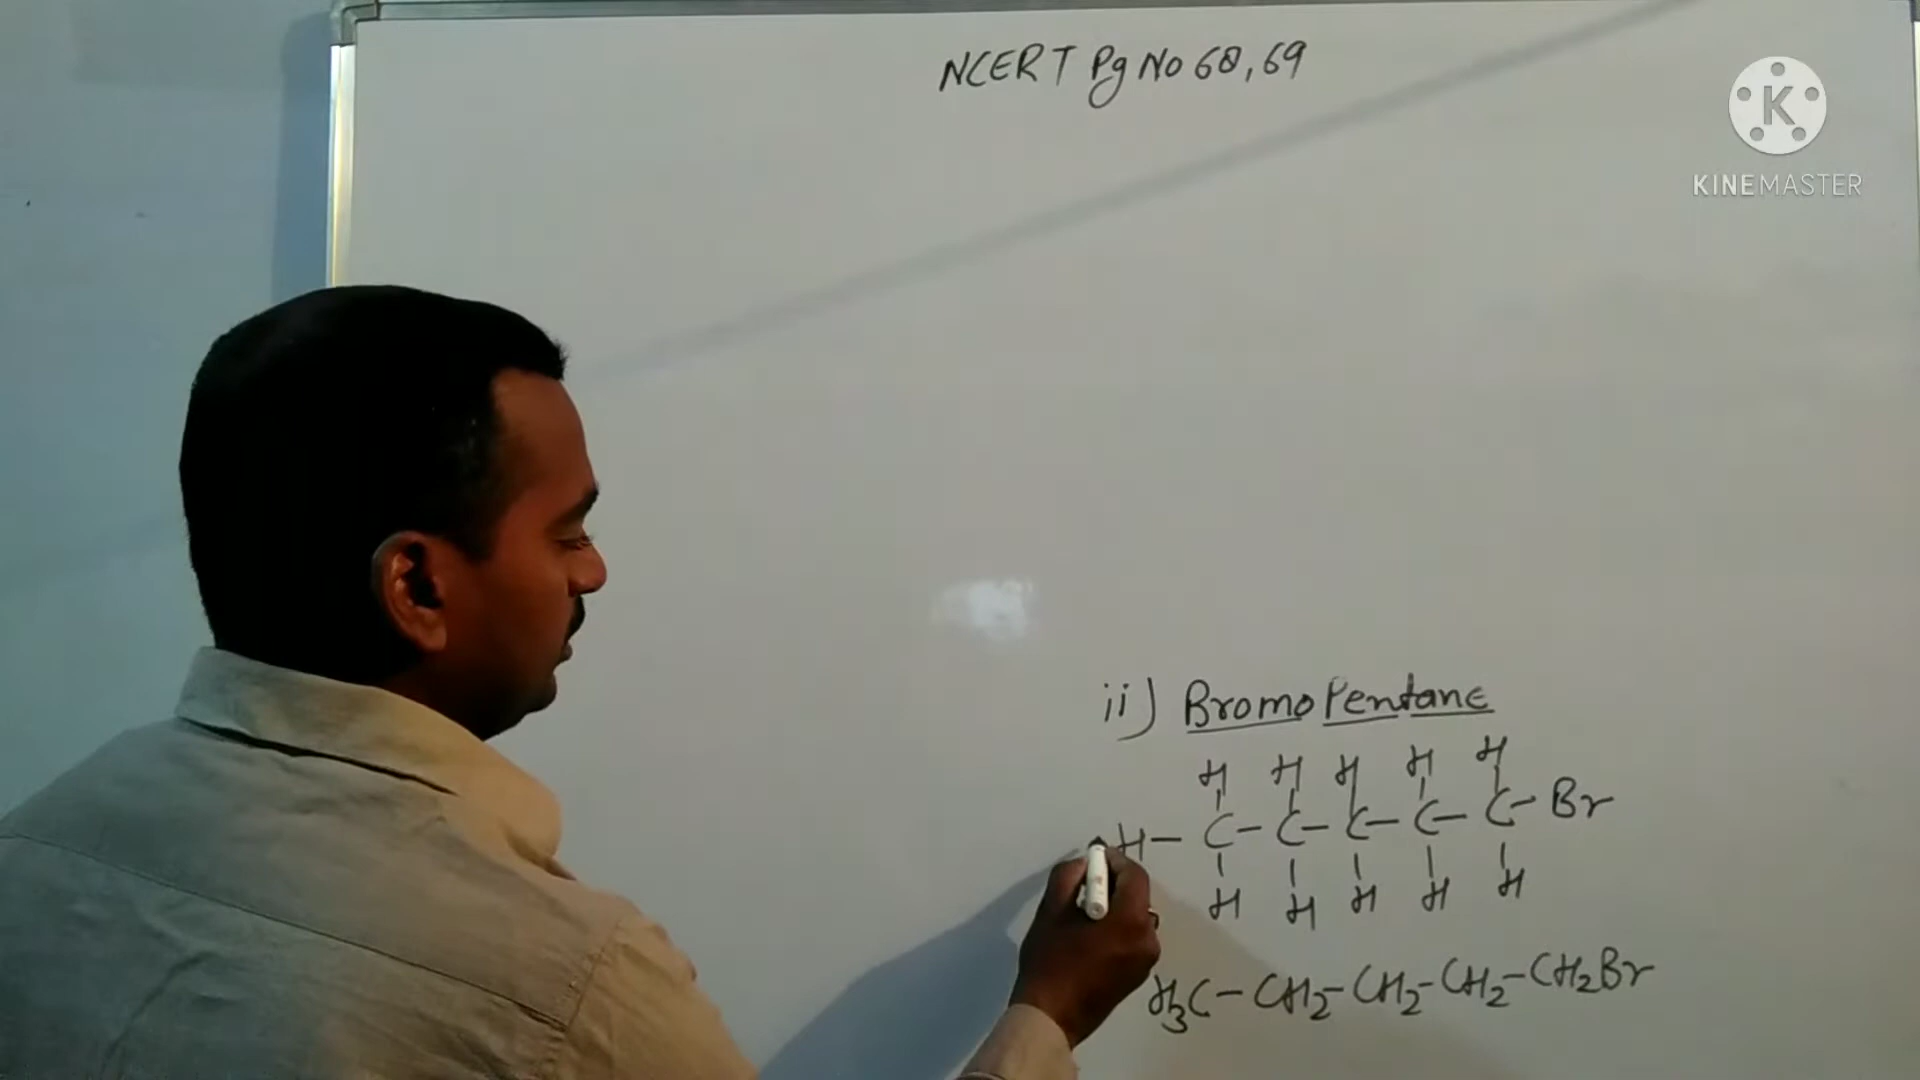 NCERT Pg No 68,69
K
KINEMASTER
ii) Bromo Pentane
H H H H H
H-C-C-C-C-C-Br
H H H H H
H3C-CH2-CH2-CH2-CH2Br